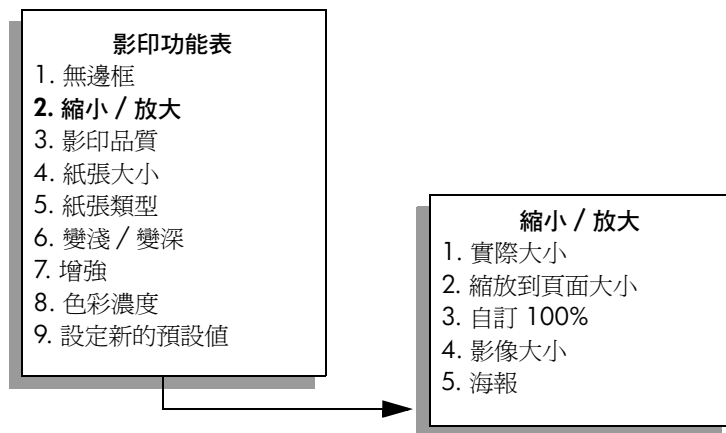 影印功能表
1. 無邊框
2. 縮小 / 放大
3. 影印品質
4. 紙張大小
5. 紙張類型
6. 變淺 / 變深
7. 增強
8. 色彩濃度
9. 設定新的預設值
縮小 / 放大
1. 實際大小
2. 縮放到頁面大小
3. 自訂 100%
4. 影像大小
5. 海報